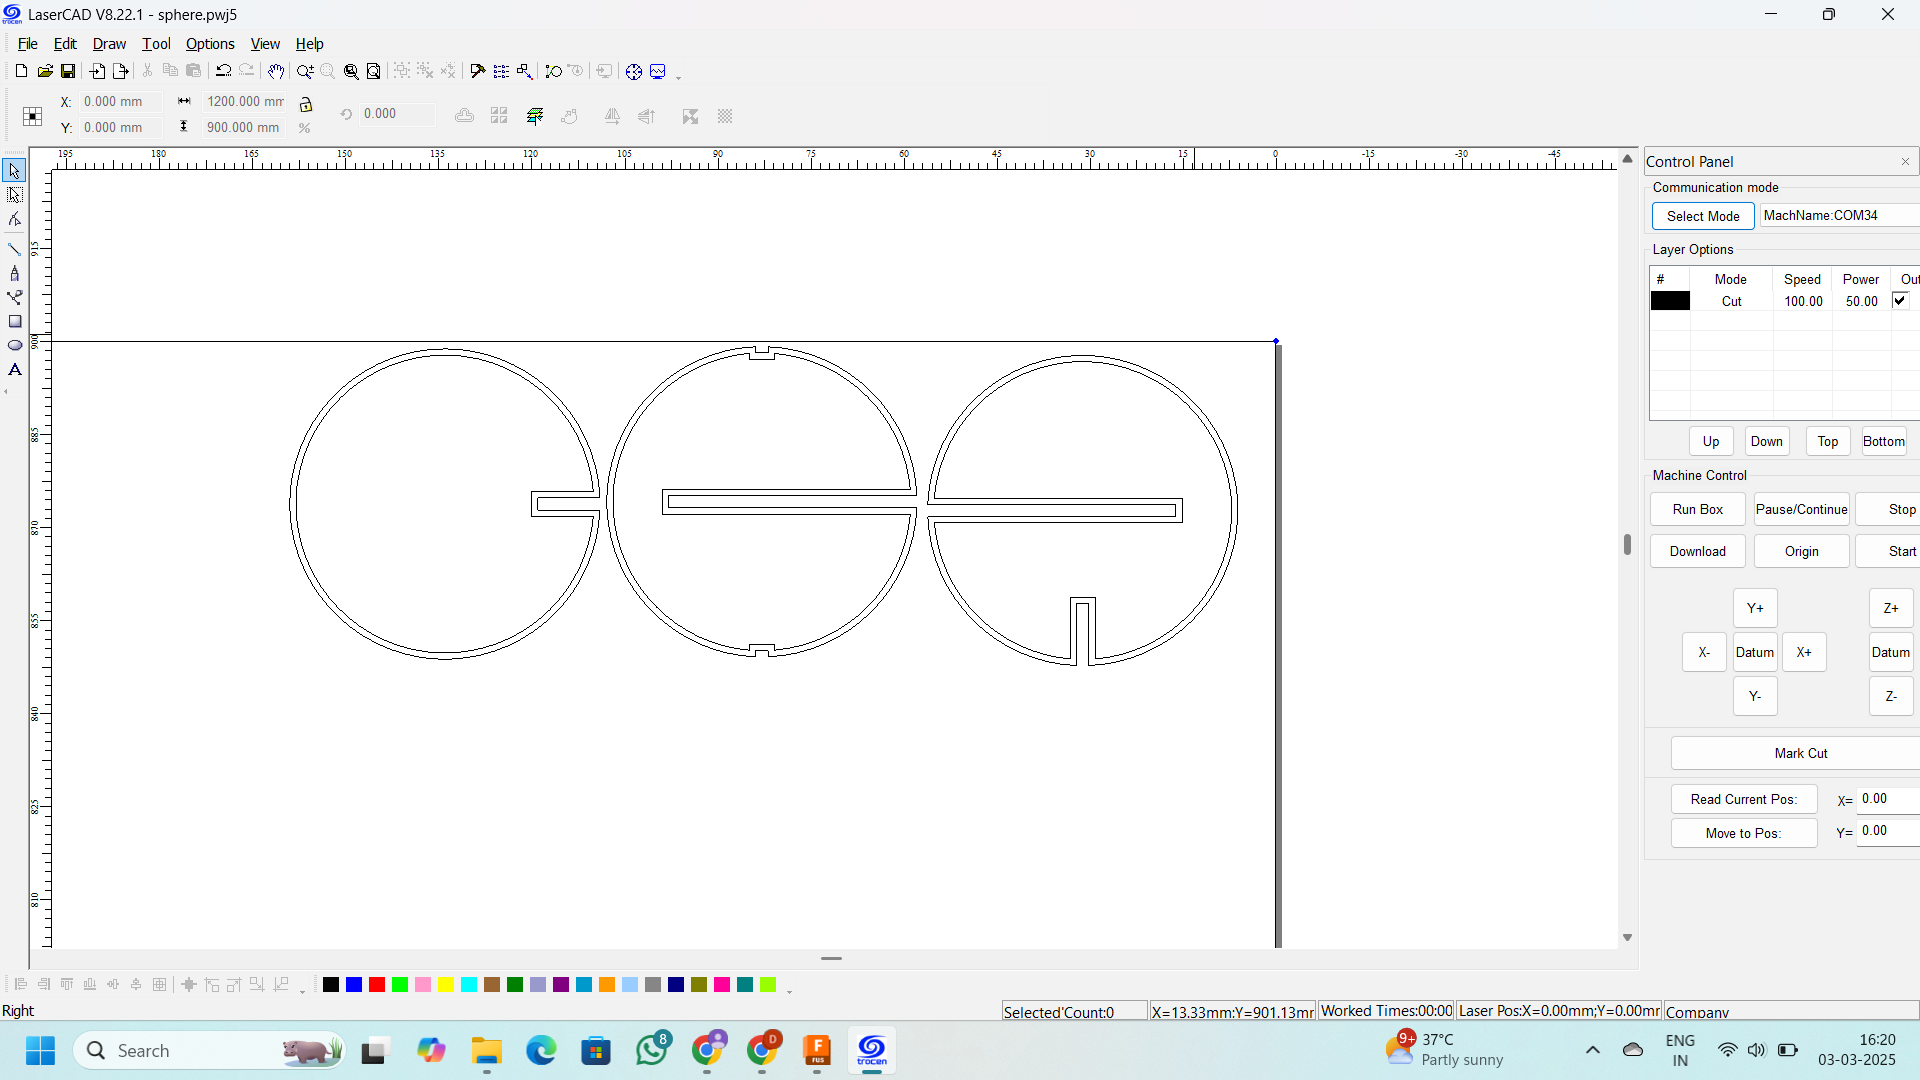 LaserCAD V8.22.1 - sphere.pwj5
File Edit Draw Tool Options View Help
X: 0.000 mm 1200.000 mm
0.000
Y: 0.000 mm 900.000 mm %
195 180 165 150 135 120 105 90 75 60 45 30 15 0 -15 -30 -45
915
900
885
870
855
840
825
810
A
Control Panel
Communication mode
Select Mode MachName:COM34
Layer Options
# Mode Speed Power Out
Cut 100.00 50.00
Up Down Top Bottom
Machine Control
Run Box Pause/Continue Stop
Download Origin Start
Y+ Z+
X- Datum X+ Datum
Y- Z-
Mark Cut
Read Current Pos: X= 0.00
Move to Pos: Y= 0.00
Right
Selected'Count:0 X=13.33mm:Y=901.13mm Worked Times:00:00 Laser Pos:X=0.00mm;Y=0.00mr Company
Search
8
D
F
FUS
trocen
9+
37°C
Partly sunny
ENG
IN
16:20
03-03-2025